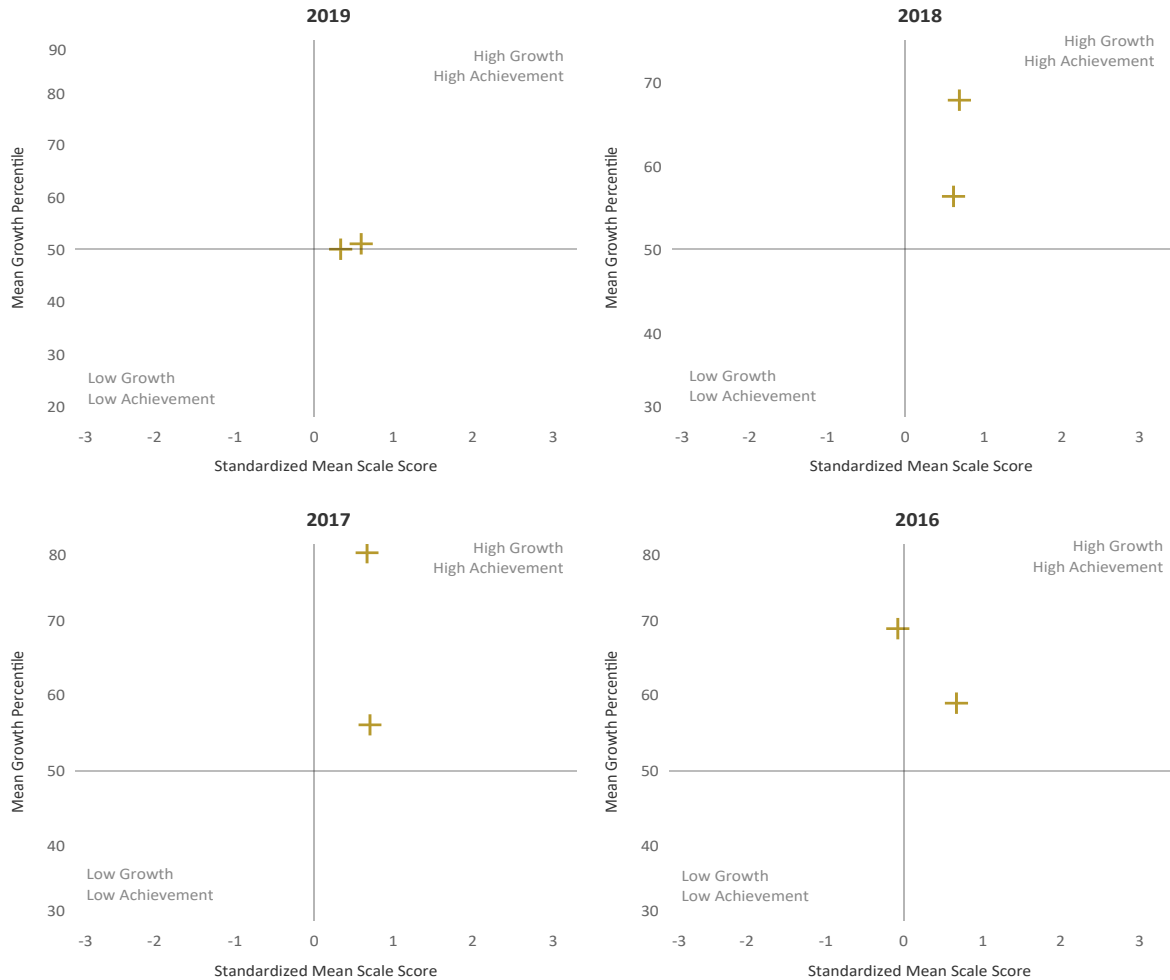 2019
90
80
70
60
50
40
30
20
Mean Growth Percentile
High Growth
High Achievement
Low Growth
Low Achievement
-3 -2 -1 0 1 2 3
Standardized Mean Scale Score
2018
70
60
50
40
30
Mean Growth Percentile
High Growth
High Achievement
Low Growth
Low Achievement
-3 -2 -1 0 1 2 3
Standardized Mean Scale Score
2017
80
70
60
50
40
30
Mean Growth Percentile
High Growth
High Achievement
Low Growth
Low Achievement
-3 -2 -1 0 1 2 3
Standardized Mean Scale Score
2016
80
70
60
50
40
30
Mean Growth Percentile
High Growth
High Achievement
Low Growth
Low Achievement
-3 -2 -1 0 1 2 3
Standardized Mean Scale Score